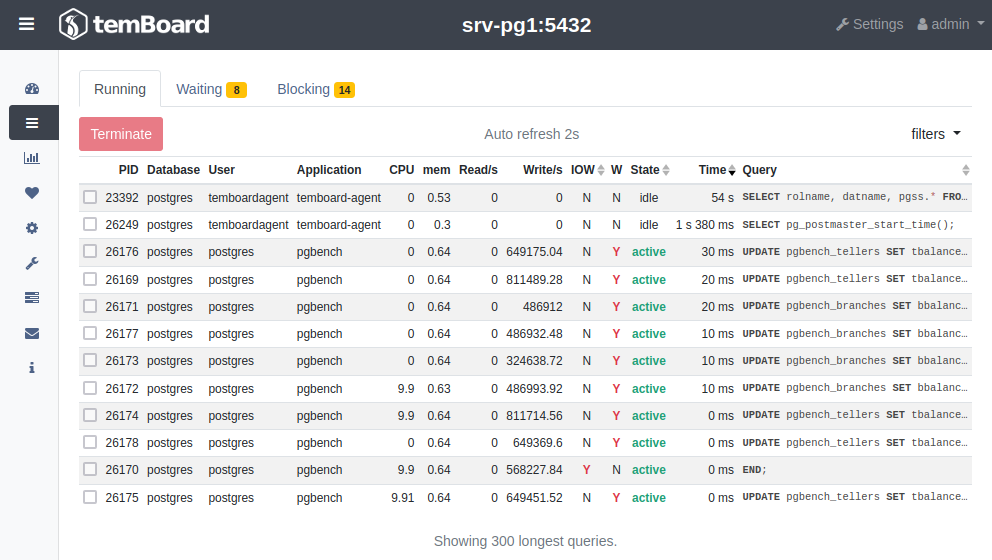 temBoard srv-pg1:5432 Settings admin
Running Waiting 8 Blocking 14
Terminate Auto refresh 2s filters
PID Database User Application CPU mem Read/s Write/s IOW W State Time Query
23392 postgres temboardagent temboard-agent 0 0.53 0 0 N N idle 54 s SELECT rolname, datname, pgss.* FRO…
26249 postgres temboardagent temboard-agent 0 0.3 0 0 N N idle 1 s 380 ms SELECT pg_postmaster_start_time();
26176 postgres postgres pgbench 0 0.64 0 649175.04 N Y active 30 ms UPDATE pgbench_tellers SET tbalance…
26169 postgres postgres pgbench 0 0.64 0 811489.28 N Y active 20 ms UPDATE pgbench_tellers SET tbalance…
26171 postgres postgres pgbench 0 0.64 0 486912 N Y active 20 ms UPDATE pgbench_branches SET bbalanc…
26177 postgres postgres pgbench 0 0.64 0 486932.48 N Y active 10 ms UPDATE pgbench_branches SET bbalanc…
26173 postgres postgres pgbench 0 0.64 0 324638.72 N Y active 10 ms UPDATE pgbench_branches SET bbalanc…
26172 postgres postgres pgbench 9.9 0.63 0 486993.92 N Y active 10 ms UPDATE pgbench_branches SET bbalanc…
26174 postgres postgres pgbench 9.9 0.64 0 811714.56 N Y active 0 ms UPDATE pgbench_tellers SET tbalance…
26178 postgres postgres pgbench 0 0.64 0 649369.6 N Y active 0 ms UPDATE pgbench_tellers SET tbalance…
26170 postgres postgres pgbench 9.9 0.64 0 568227.84 Y N active 0 ms END;
26175 postgres postgres pgbench 9.91 0.64 0 649451.52 N Y active 0 ms UPDATE pgbench_tellers SET tbalance…
Showing 300 longest queries.